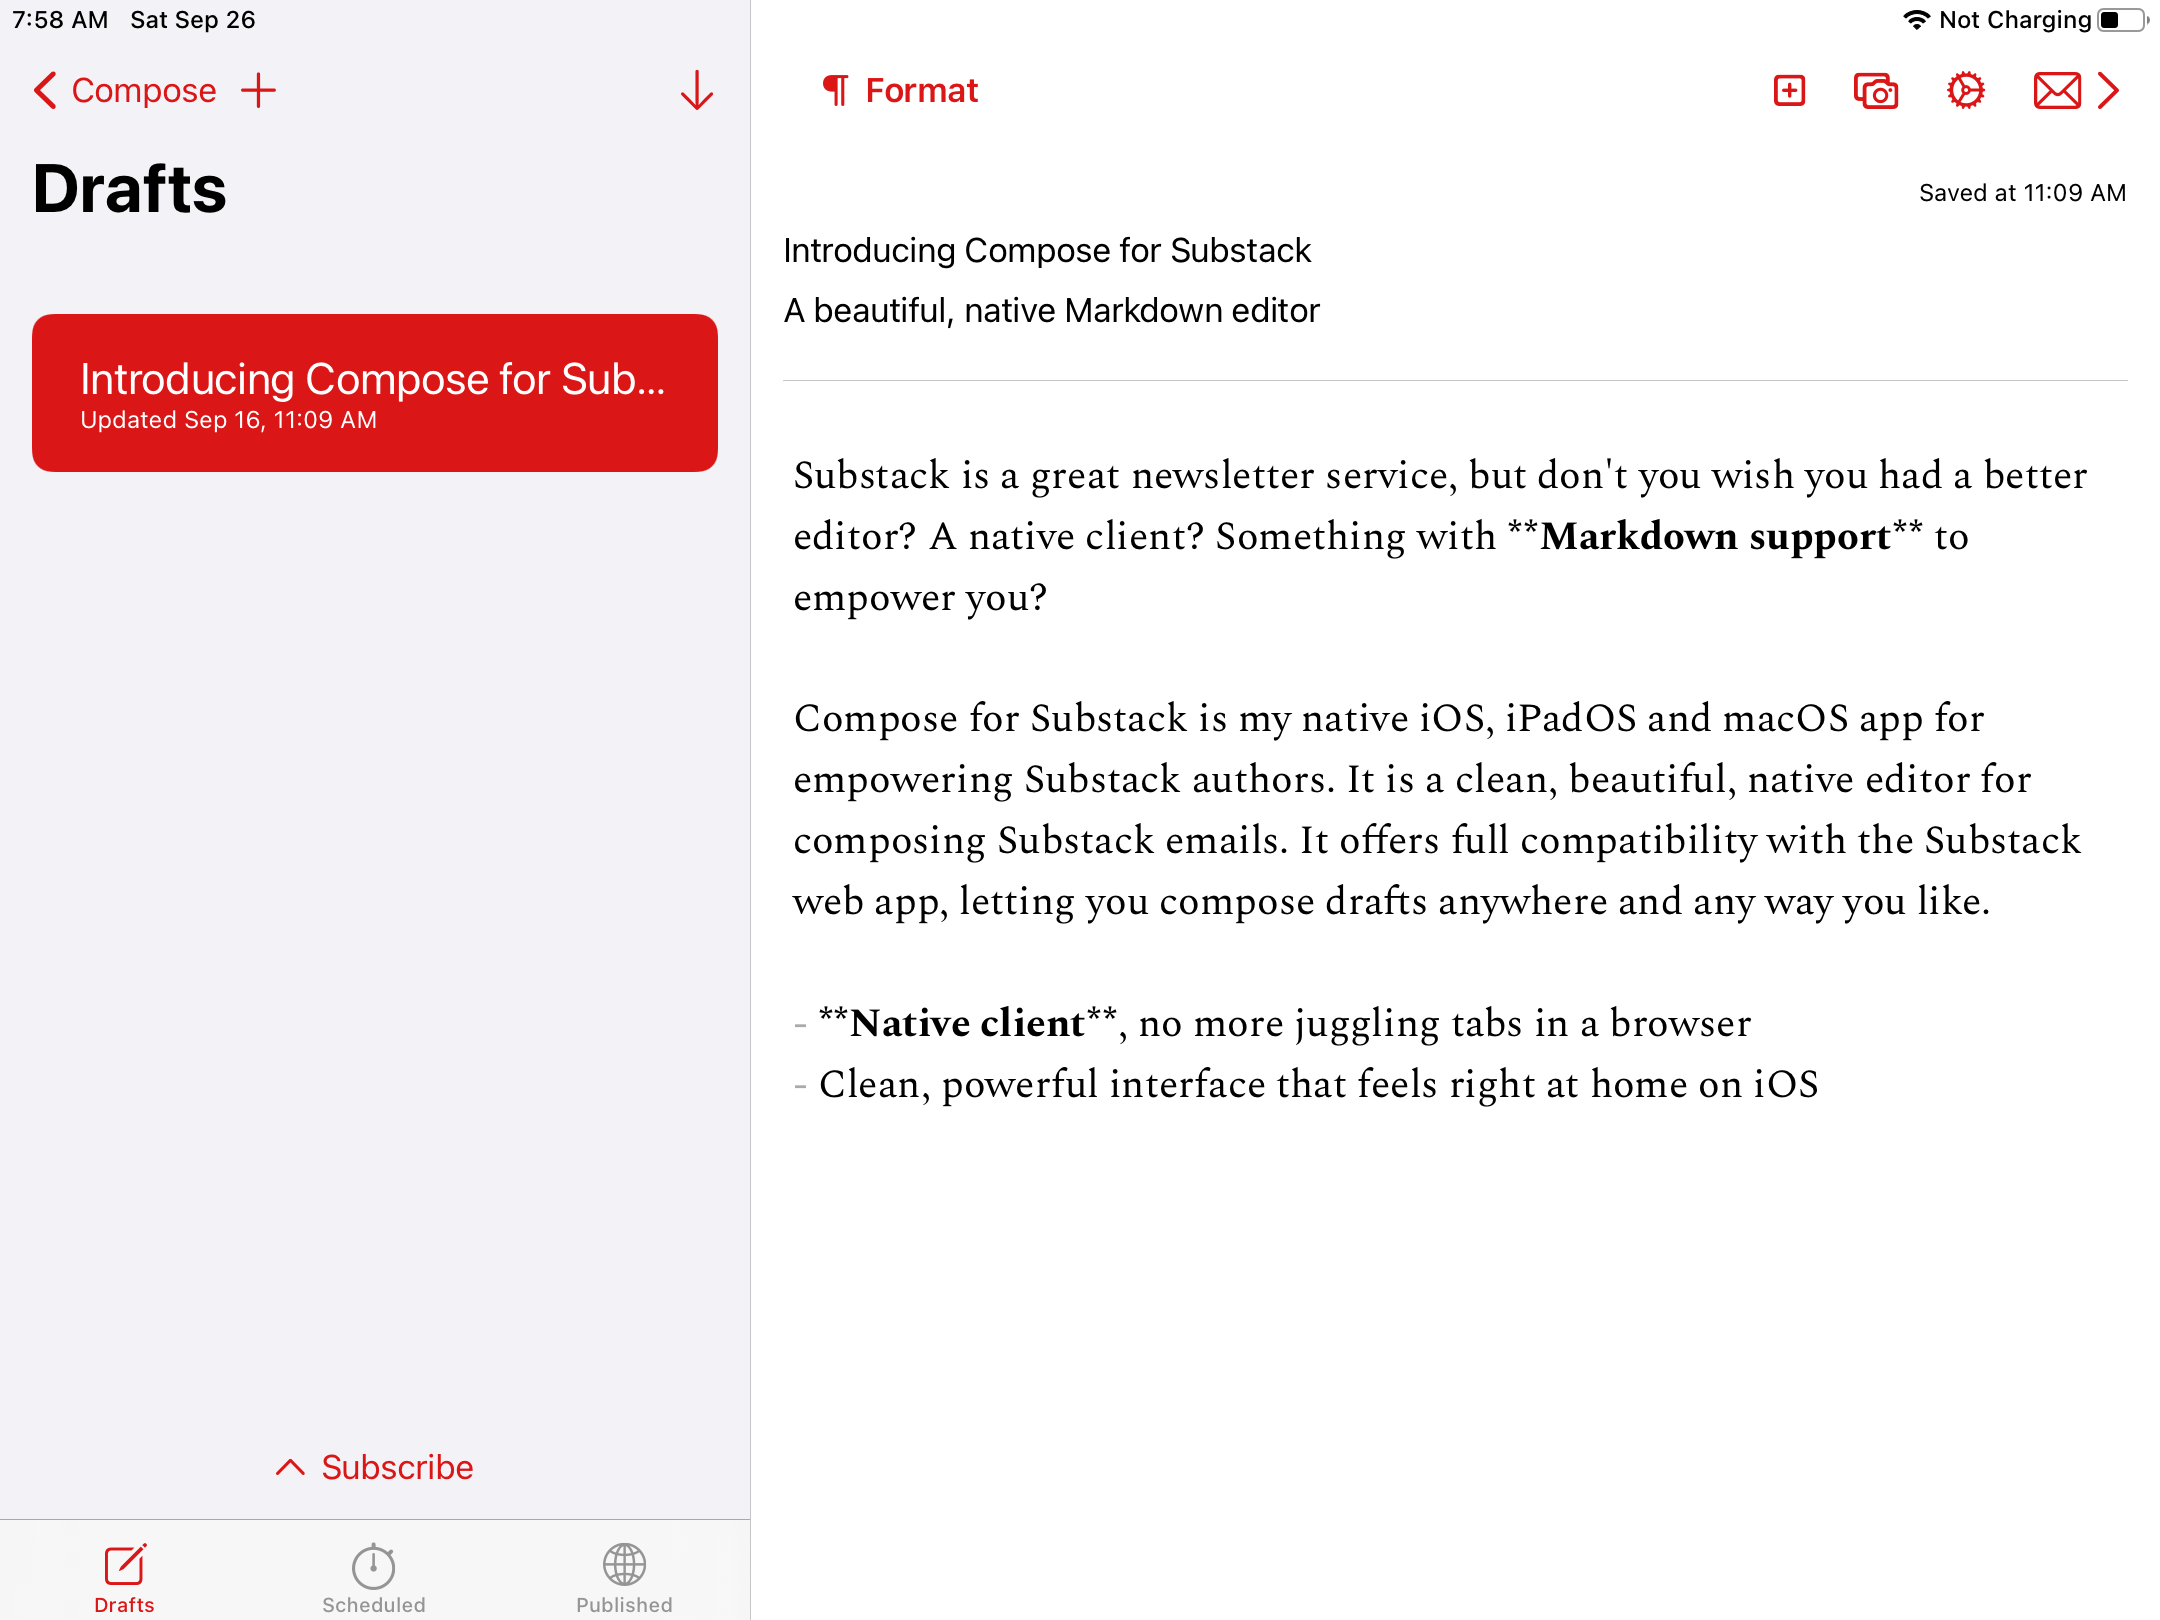 7:58 AM Sat Sep 26
Not Charging
Compose
Drafts
Introducing Compose for Sub...
Updated Sep 16, 11:09 AM
Subscribe
Drafts
Scheduled
Published
¶ Format
Saved at 11:09 AM
Introducing Compose for Substack
A beautiful, native Markdown editor
Substack is a great newsletter service, but don't you wish you had a better
editor? A native client? Something with **Markdown support** to
empower you?
Compose for Substack is my native iOS, iPadOS and macOS app for
empowering Substack authors. It is a clean, beautiful, native editor for
composing Substack emails. It offers full compatibility with the Substack
web app, letting you compose drafts anywhere and any way you like.
- **Native client**, no more juggling tabs in a browser
- Clean, powerful interface that feels right at home on iOS